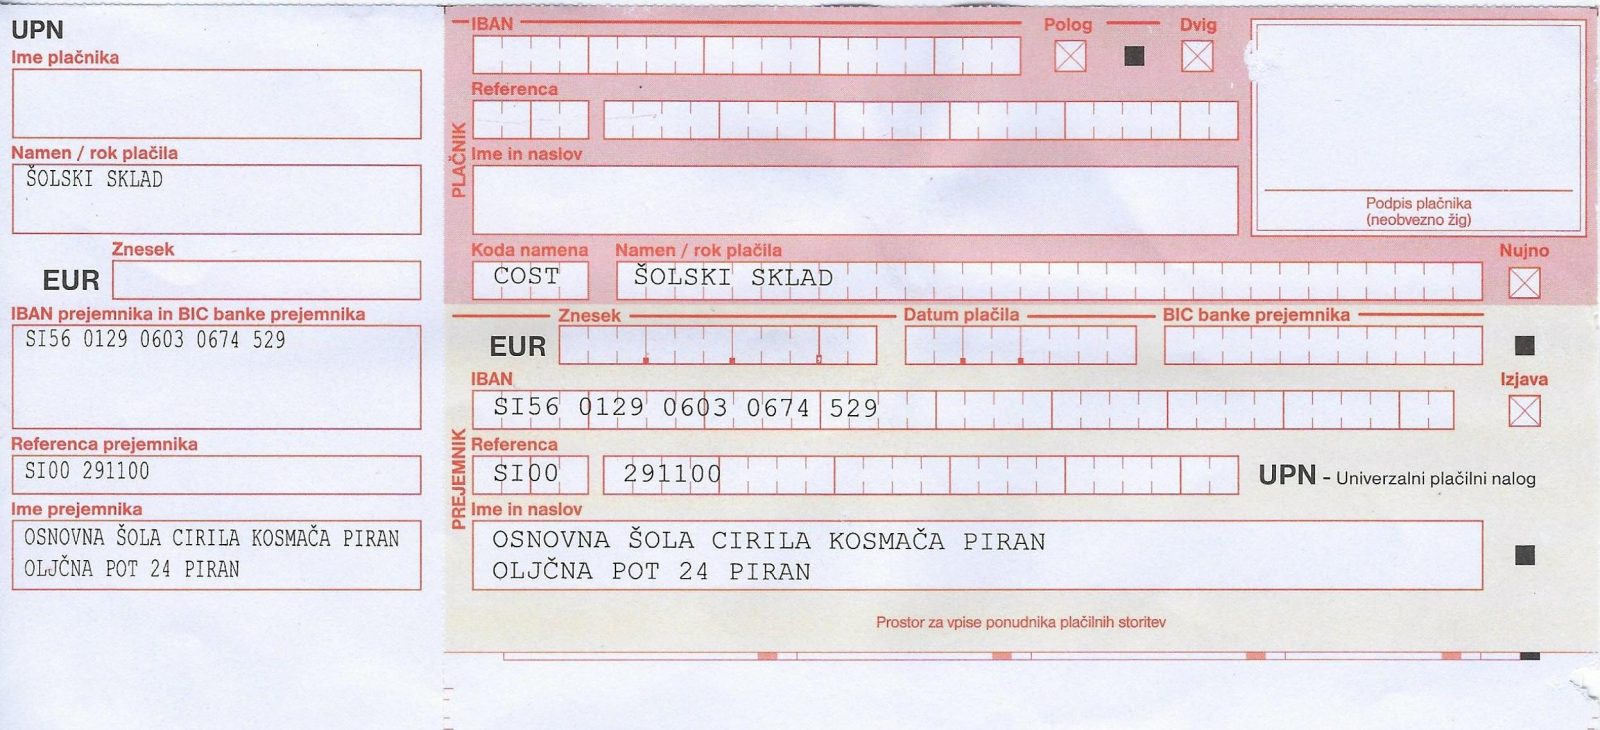 UPN
Ime plačnika
Namen / rok plačila
ŠOLSKI SKLAD
Znesek
EUR
IBAN prejemnika in BIC banke prejemnika
SI56 0129 0603 0674 529
Referenca prejemnika
SI00 291100
Ime prejemnika
OSNOVNA ŠOLA CIRILA KOSMAČA PIRAN
OLJČNA POT 24 PIRAN
PLAČNIK
IBAN
Polog
Dvig
Referenca
Ime in naslov
Podpis plačnika
(neobvezno žig)
Koda namena
Namen / rok plačila
Nujno
COST
ŠOLSKI SKLAD
PREJEMNIK
Znesek
Datum plačila
BIC banke prejemnika
EUR
IBAN
Izjava
SI56 0129 0603 0674 529
Referenca
SI00 291100
UPN - Univerzalni plačilni nalog
Ime in naslov
OSNOVNA ŠOLA CIRILA KOSMAČA PIRAN
OLJČNA POT 24 PIRAN
Prostor za vpise ponudnika plačilnih storitev